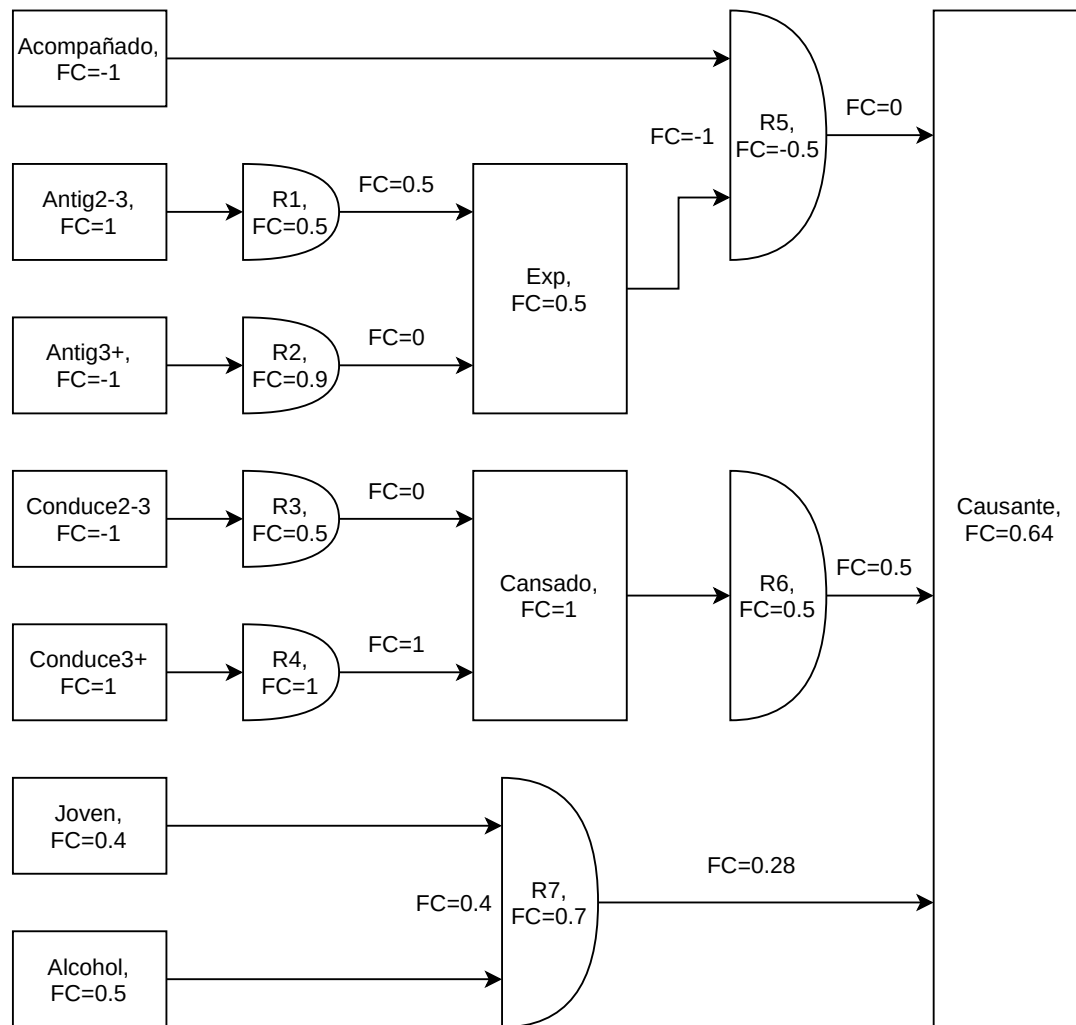 Acompañado,
FC=-1
FC=-1
R5,
FC=-0.5
FC=0
Antig2-3,
FC=1
R1,
FC=0.5
FC=0.5
Exp,
FC=0.5
Antig3+,
FC=-1
R2,
FC=0.9
FC=0
Conduce2-3
FC=-1
R3,
FC=0.5
FC=0
Cansado,
FC=1
R6,
FC=0.5
FC=0.5
Causante,
FC=0.64
Conduce3+
FC=1
R4,
FC=1
FC=1
Joven,
FC=0.4
FC=0.4
R7,
FC=0.7
FC=0.28
Alcohol,
FC=0.5